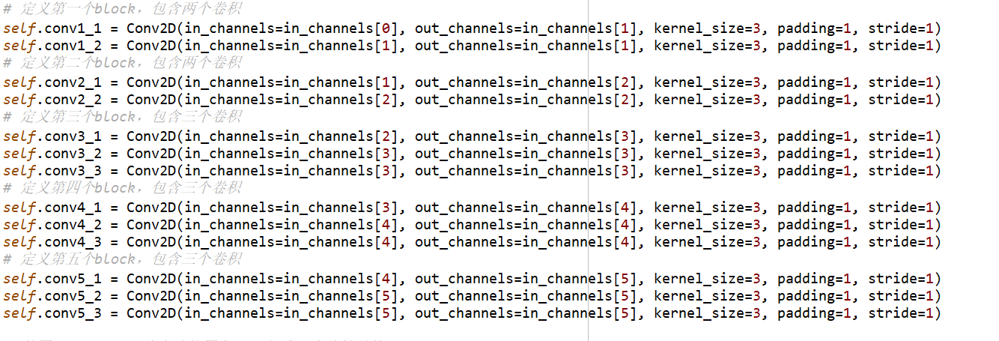 # 定义第一个block，包含两个卷积
self.conv1_1 = Conv2D(in_channels=in_channels[0], out_channels=in_channels[1], kernel_size=3, padding=1, stride=1)
self.conv1_2 = Conv2D(in_channels=in_channels[1], out_channels=in_channels[1], kernel_size=3, padding=1, stride=1)
# 定义第二个block，包含两个卷积
self.conv2_1 = Conv2D(in_channels=in_channels[1], out_channels=in_channels[2], kernel_size=3, padding=1, stride=1)
self.conv2_2 = Conv2D(in_channels=in_channels[2], out_channels=in_channels[2], kernel_size=3, padding=1, stride=1)
# 定义第三个block，包含三个卷积
self.conv3_1 = Conv2D(in_channels=in_channels[2], out_channels=in_channels[3], kernel_size=3, padding=1, stride=1)
self.conv3_2 = Conv2D(in_channels=in_channels[3], out_channels=in_channels[3], kernel_size=3, padding=1, stride=1)
self.conv3_3 = Conv2D(in_channels=in_channels[3], out_channels=in_channels[3], kernel_size=3, padding=1, stride=1)
# 定义第四个block，包含三个卷积
self.conv4_1 = Conv2D(in_channels=in_channels[3], out_channels=in_channels[4], kernel_size=3, padding=1, stride=1)
self.conv4_2 = Conv2D(in_channels=in_channels[4], out_channels=in_channels[4], kernel_size=3, padding=1, stride=1)
self.conv4_3 = Conv2D(in_channels=in_channels[4], out_channels=in_channels[4], kernel_size=3, padding=1, stride=1)
# 定义第五个block，包含三个卷积
self.conv5_1 = Conv2D(in_channels=in_channels[4], out_channels=in_channels[5], kernel_size=3, padding=1, stride=1)
self.conv5_2 = Conv2D(in_channels=in_channels[5], out_channels=in_channels[5], kernel_size=3, padding=1, stride=1)
self.conv5_3 = Conv2D(in_channels=in_channels[5], out_channels=in_channels[5], kernel_size=3, padding=1, stride=1)